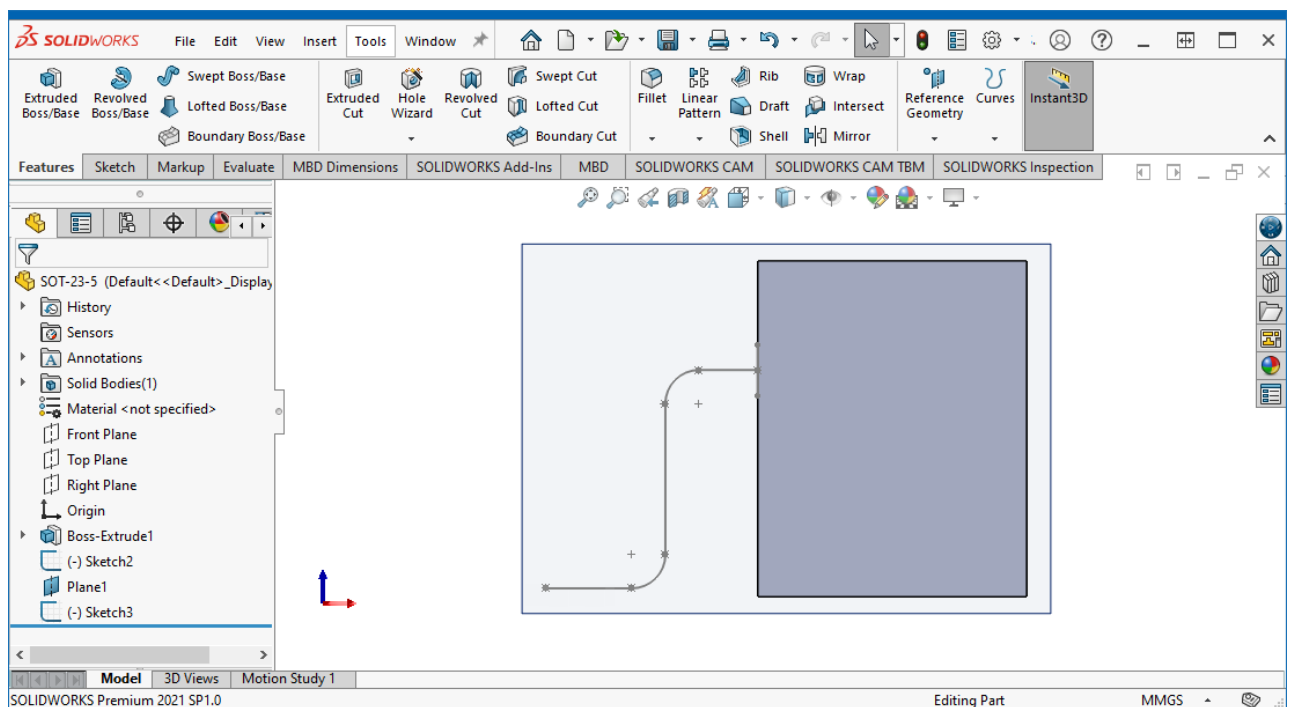 SOLIDWORKS File Edit View Insert Tools Window
Extruded Boss/Base
Revolved Boss/Base
Swept Boss/Base
Lofted Boss/Base
Boundary Boss/Base
Extruded Cut
Hole Wizard
Revolved Cut
Swept Cut
Lofted Cut
Boundary Cut
Fillet
Linear Pattern
Rib
Draft
Shell
Wrap
Intersect
Mirror
Reference Geometry
Curves
Instant3D
Features Sketch Markup Evaluate MBD Dimensions SOLIDWORKS Add-Ins MBD SOLIDWORKS CAM SOLIDWORKS CAM TBM SOLIDWORKS Inspection
SOT-23-5 (Default<<Default>_Display
History
Sensors
Annotations
Solid Bodies(1)
Material <not specified>
Front Plane
Top Plane
Right Plane
Origin
Boss-Extrude1
(-) Sketch2
Plane1
(-) Sketch3
Model 3D Views Motion Study 1
SOLIDWORKS Premium 2021 SP1.0 Editing Part MMGS